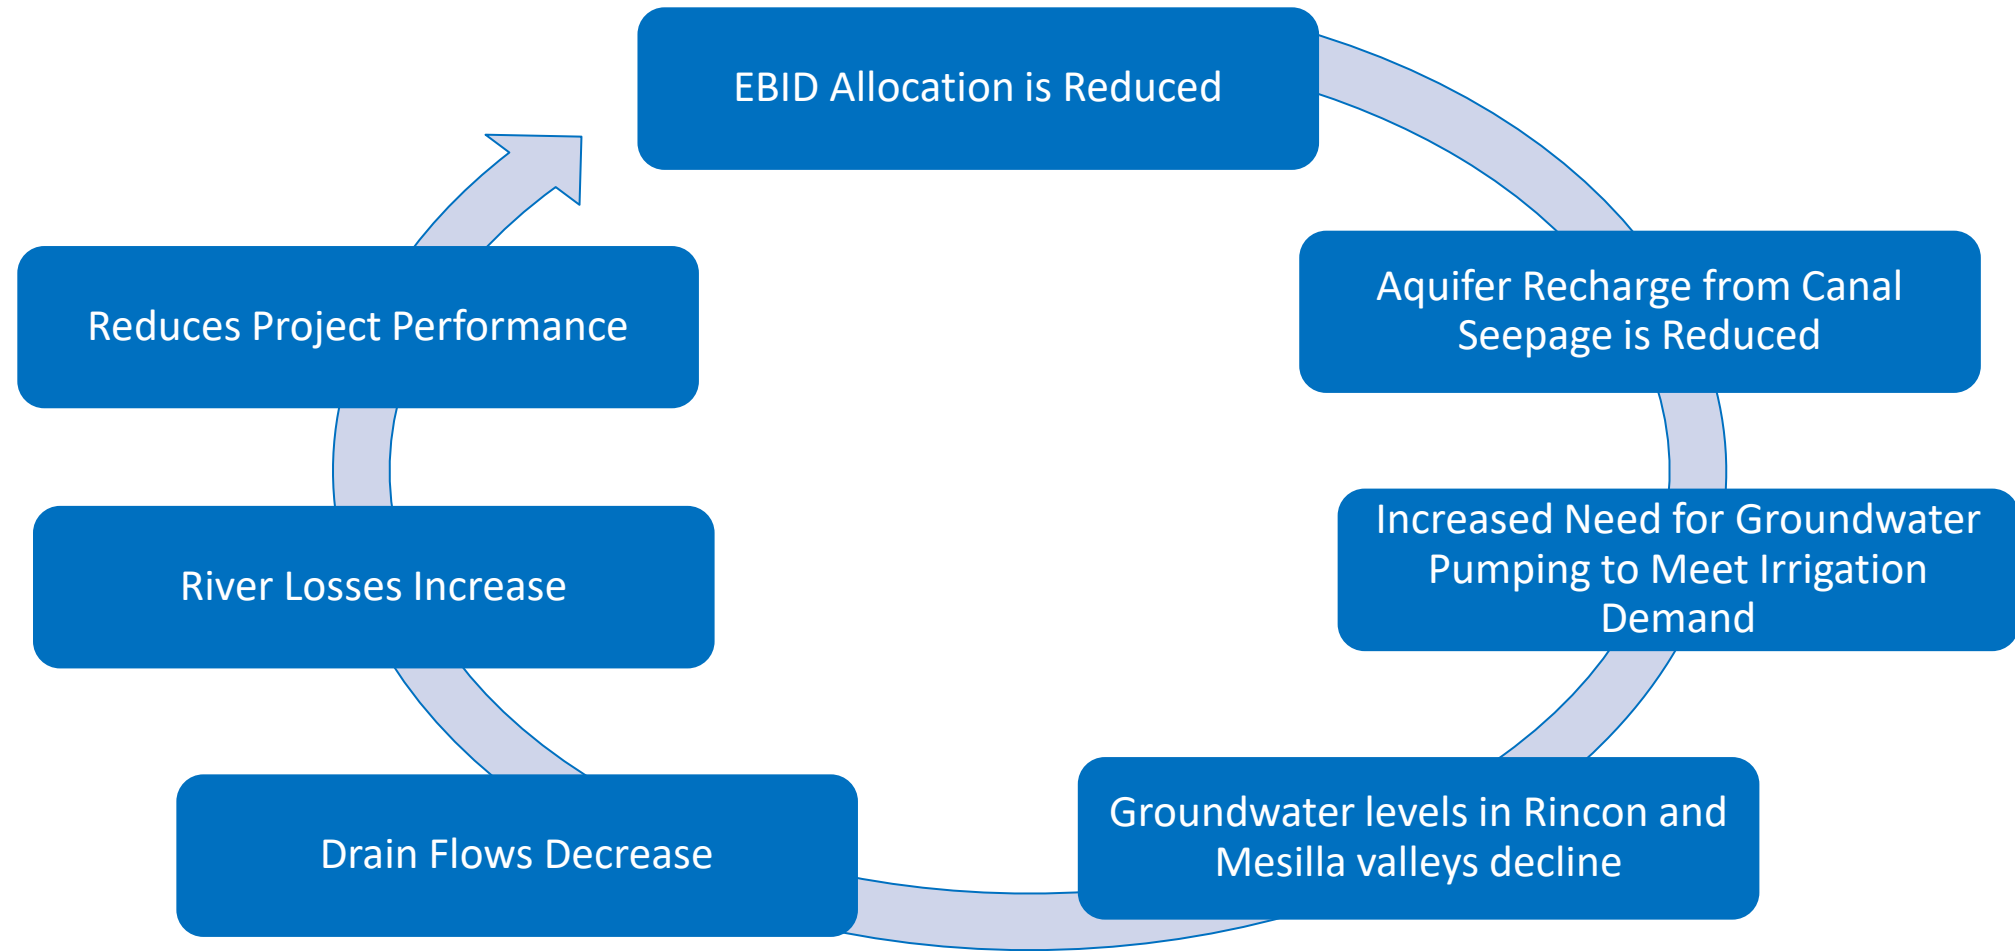 EBID Allocation is Reduced
Aquifer Recharge from Canal
Seepage is Reduced
Increased Need for Groundwater
Pumping to Meet Irrigation
Demand
Groundwater levels in Rincon and
Mesilla valleys decline
Drain Flows Decrease
River Losses Increase
Reduces Project Performance